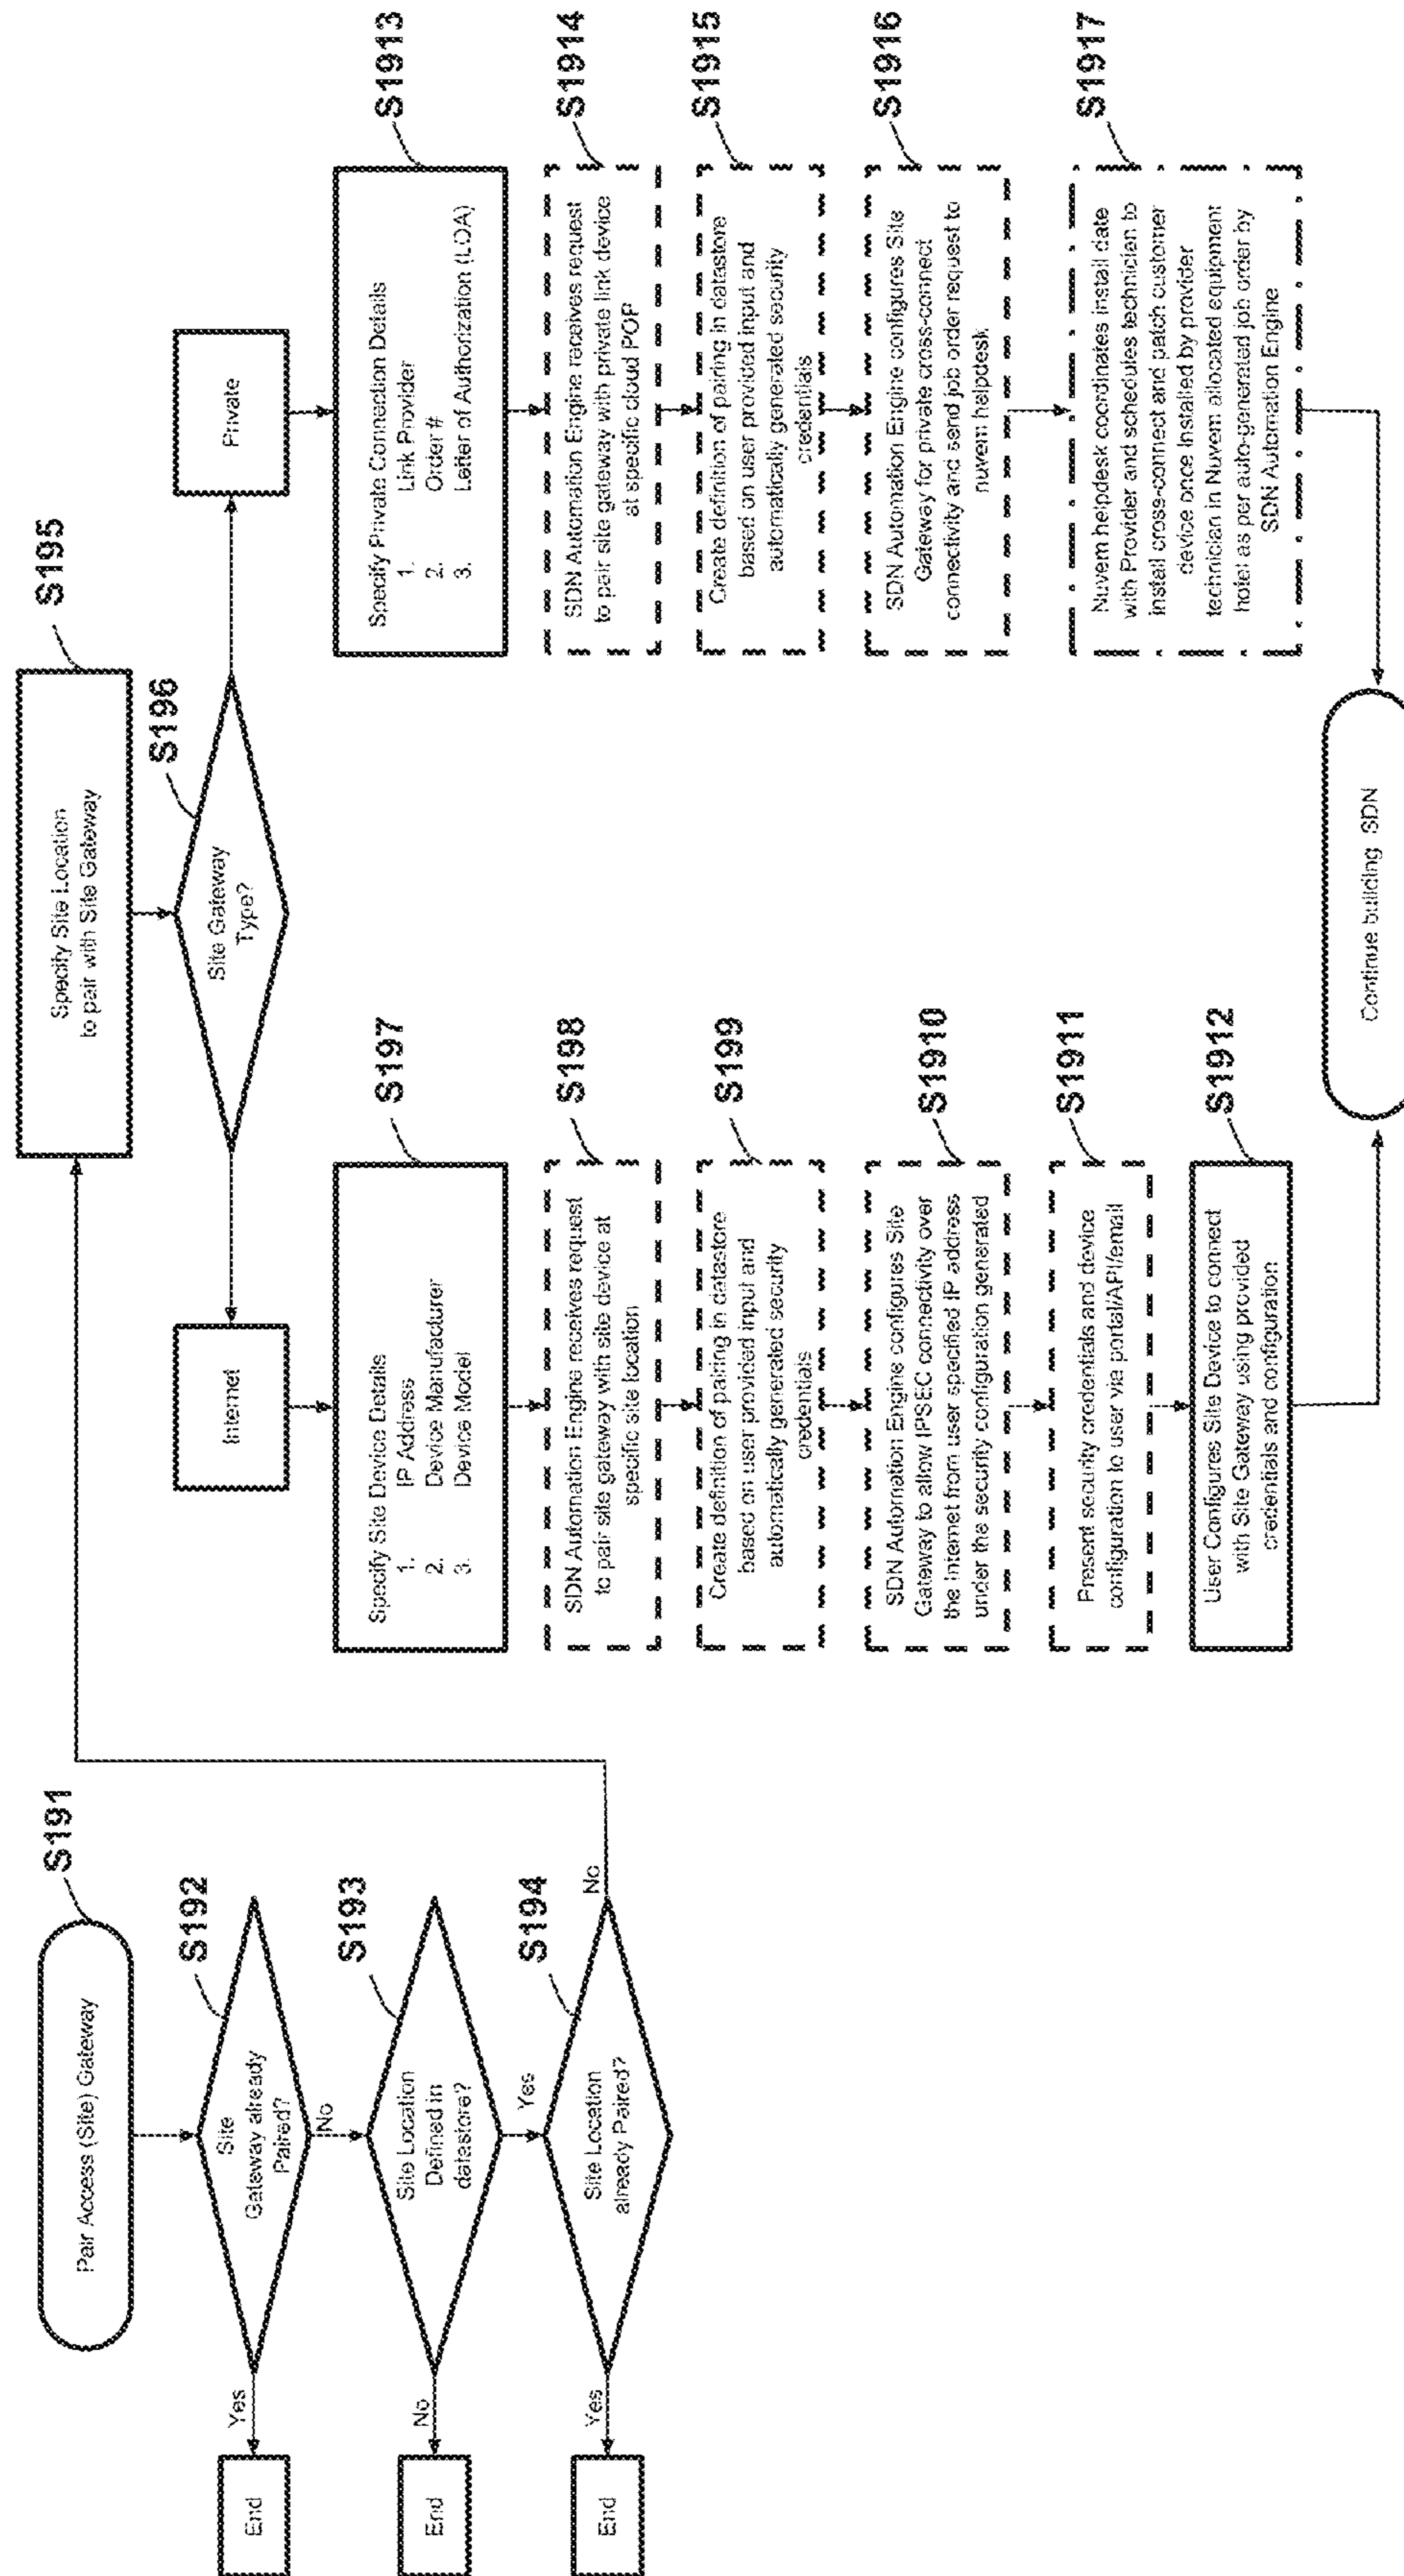 S191
Pair Access (Site) Gateway
S192
Site
Gateway already
Paired?
Yes
End
No
S193
Site Location
Defined in
datastore?
No
End
Yes
S194
Site Location
already Paired?
Yes
End
No
S195
Specify Site Location
to pair with Site Gateway
S196
Site Gateway
Type?
Internet
S197
Specify Site Device Details
1. IP Address
2. Device Manufacturer
3. Device Model
S198
SDN Automation Engine receives request
to pair site gateway with site device at
specific site location
S199
Create definition of pairing in datastore
based on user provided input and
automatically generated security
credentials
S1910
SDN Automation Engine configures Site
Gateway to allow IPSEC connectivity over
the Internet from user specified IP address
under the security configuration generated
S1911
Present security credentials and device
configuration to user via portal/API/email
S1912
User Configures Site Device to connect
with Site Gateway using provided
credentials and configuration
Private
S1913
Specify Private Connection Details
1. Link Provider
2. Order #
3. Letter of Authorization (LOA)
S1914
SDN Automation Engine receives request
to pair site gateway with private link device
at specific cloud POP
S1915
Create definition of pairing in datastore
based on user provided input and
automatically generated security
credentials
S1916
SDN Automation Engine configures Site
Gateway for private cross-connect
connectivity and send job order request to
nuvem helpdesk
S1917
Nuvem helpdesk coordinates install date
with Provider and schedules technician to
install cross-connect and patch customer
device once Installed by provider
technician in Nuvem allocated equipment
hotel as per auto-generated job order by
SDN Automation Engine
Continue building SDN